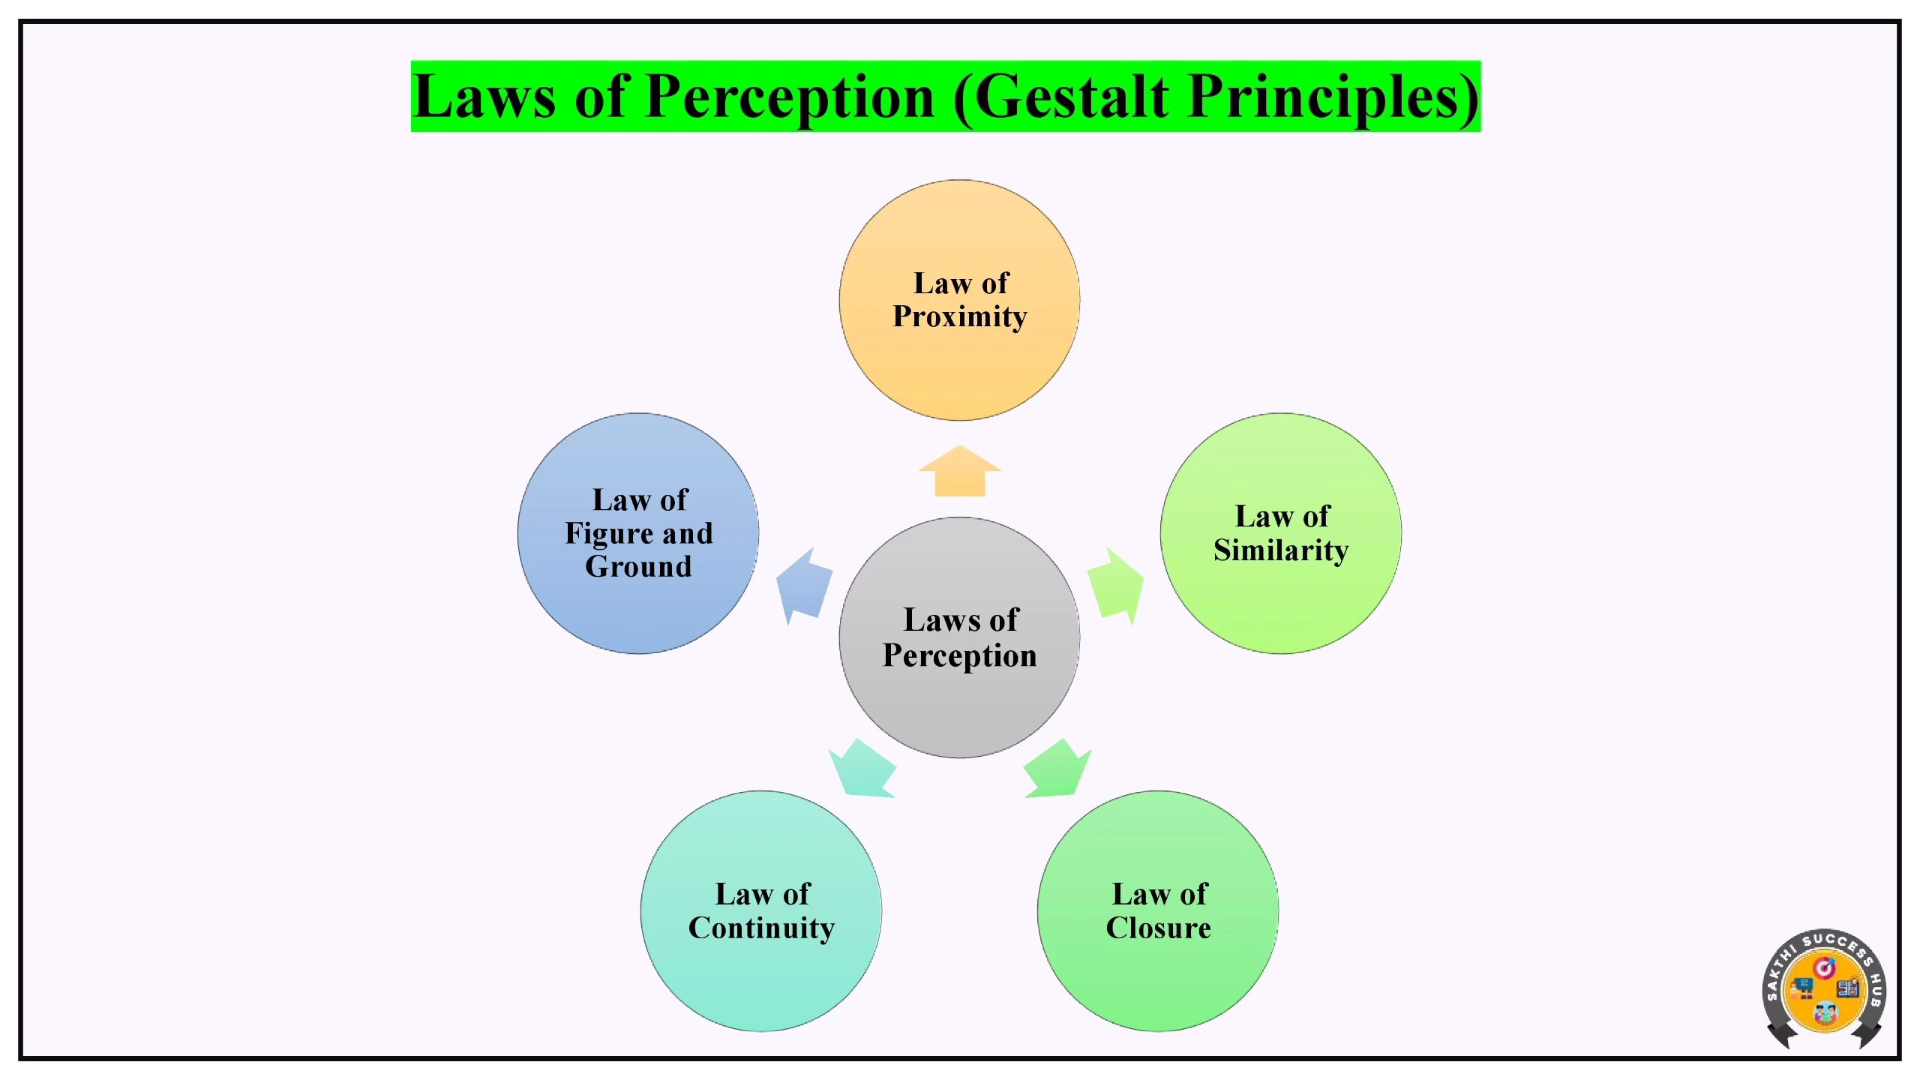 Laws of Perception (Gestalt Principles)
Law of
Proximity
Law of
Similarity
Law of
Closure
Law of
Continuity
Law of
Figure and
Ground
Laws of
Perception
SAKTHI SUCCESS HUB